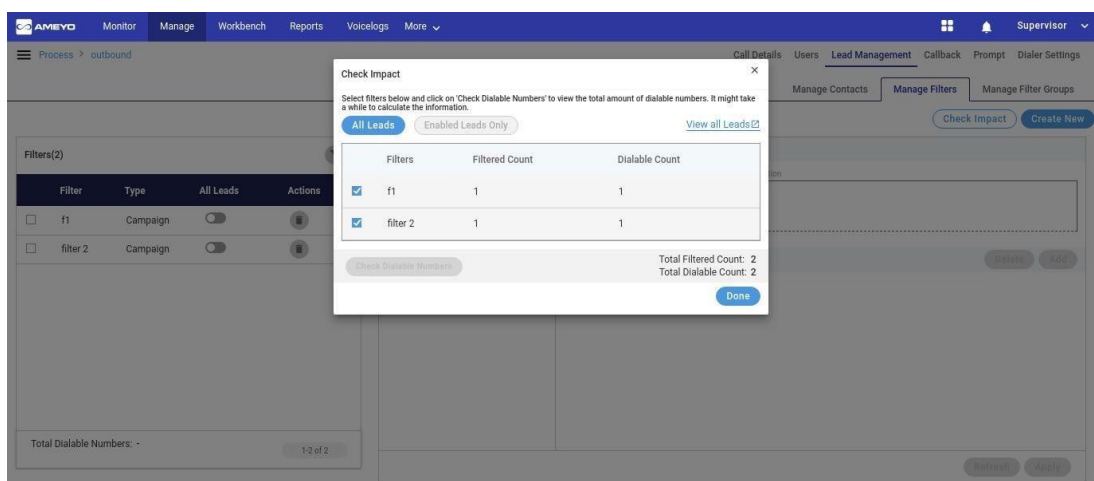 AMEYO Monitor Manage Workbench Reports Voicelogs More Supervisor
Process > outbound
Call Details Users Lead Management Callback Prompt Dialer Settings
Manage Contacts Manage Filters Manage Filter Groups
Check Impact Create New
Check Impact ×
Select filters below and click on 'Check Dialable Numbers' to view the total amount of dialable numbers. It might take
a while to calculate the information.
All Leads Enabled Leads Only View all Leads
Filters Filtered Count Dialable Count
f1 1 1
filter 2 1 1
Check Dialable Numbers
Total Filtered Count: 2
Total Dialable Count: 2
Done
Filters(2)
Filter Type All Leads Actions
f1 Campaign
filter 2 Campaign
Total Dialable Numbers: -
1-2 of 2
Delete Add
Refresh Apply